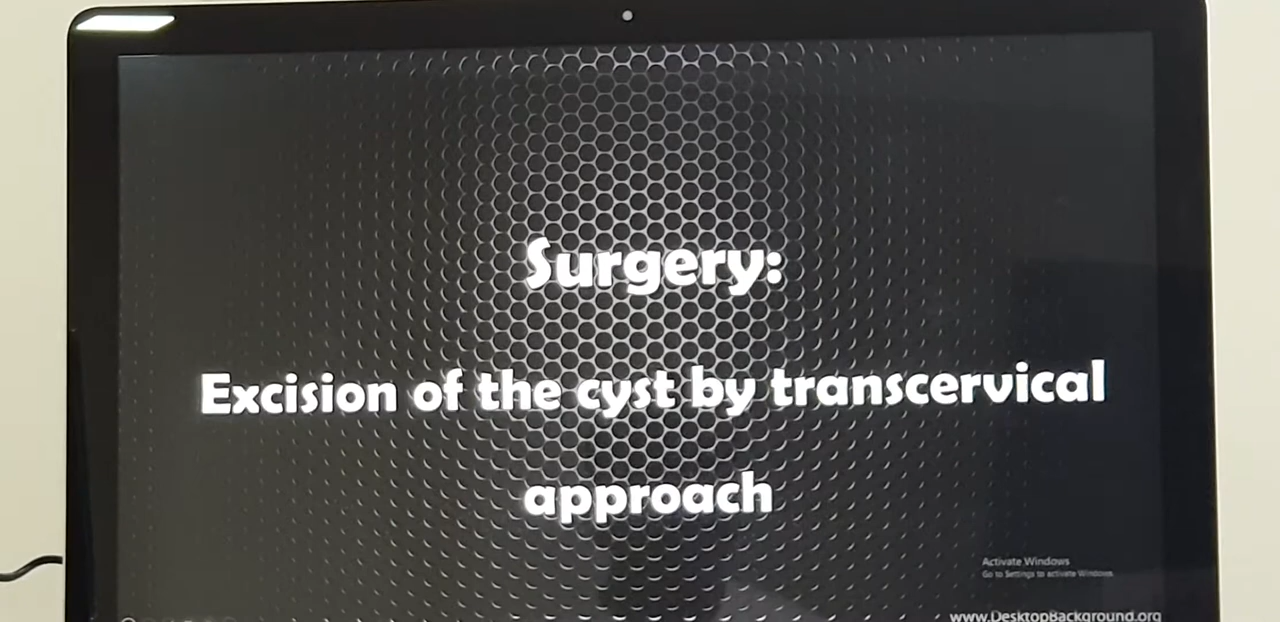 Surgery:
Excision of the cyst by transcervical
approach
Activate Windows
Go to Settings to activate Windows.
www.DesktopBackground.org